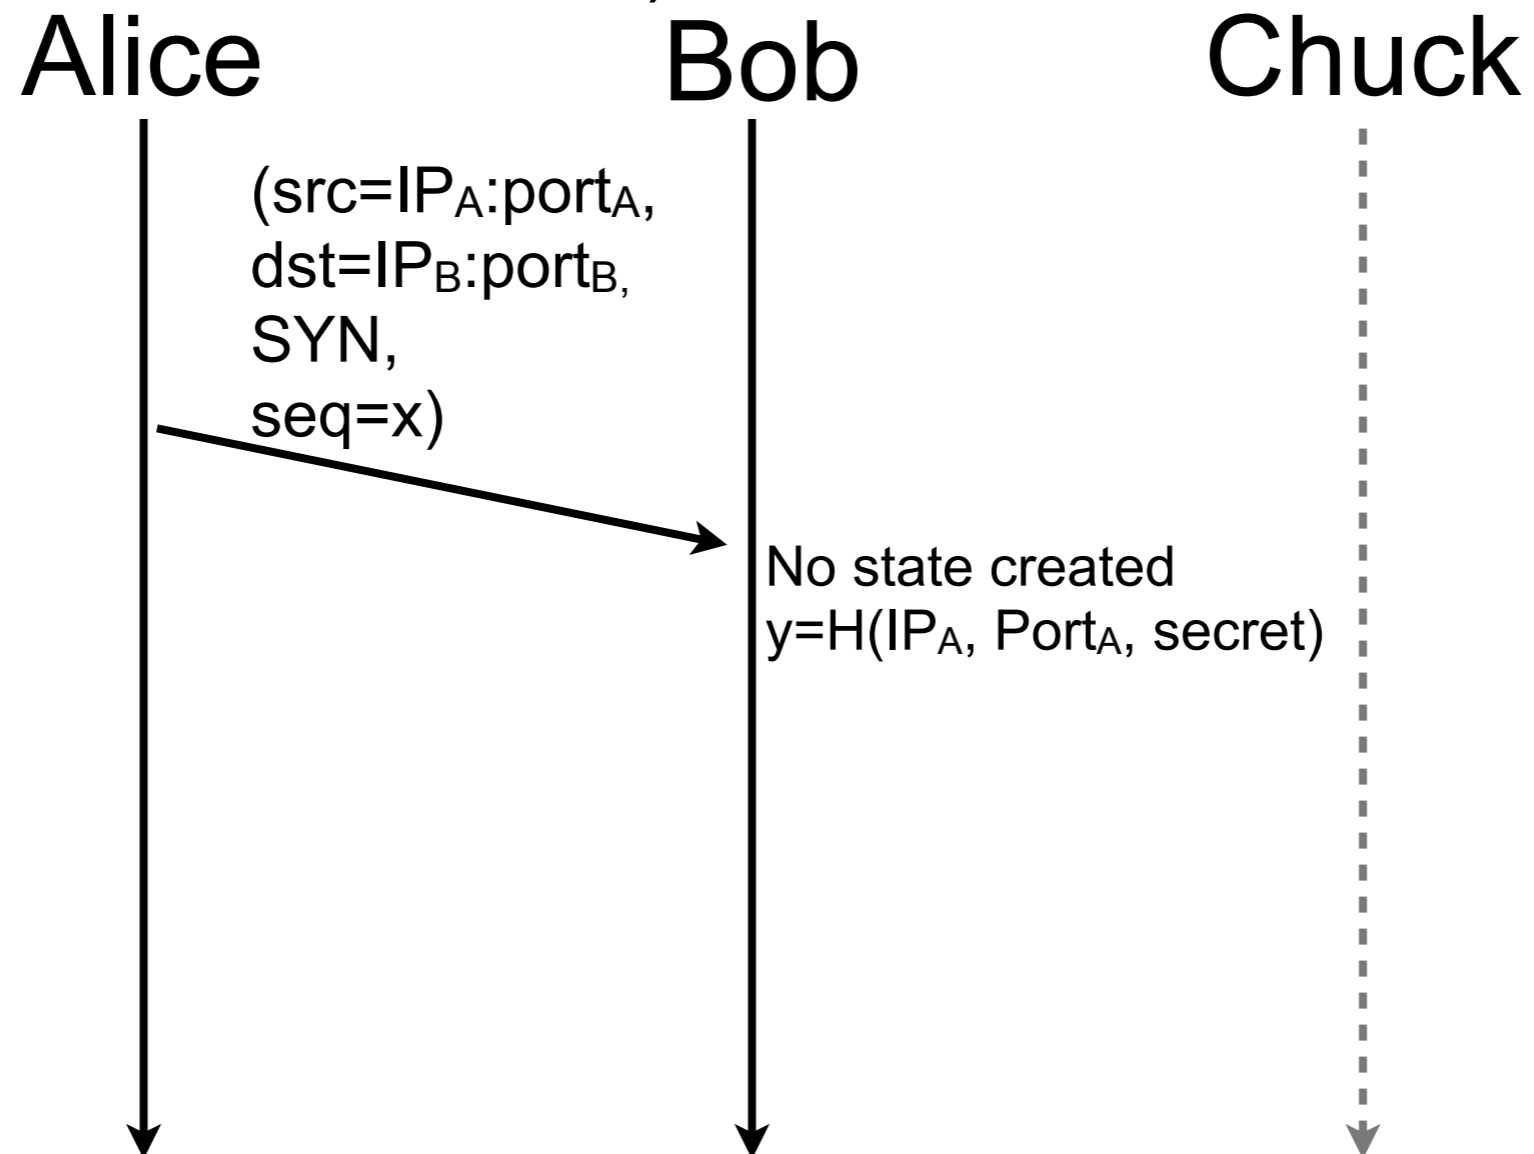 Alice
Bob
Chuck
(src=IPA:portA,
dst=IPB:portB,
SYN,
seq=x)
No state created
y=H(IPA, PortA, secret)